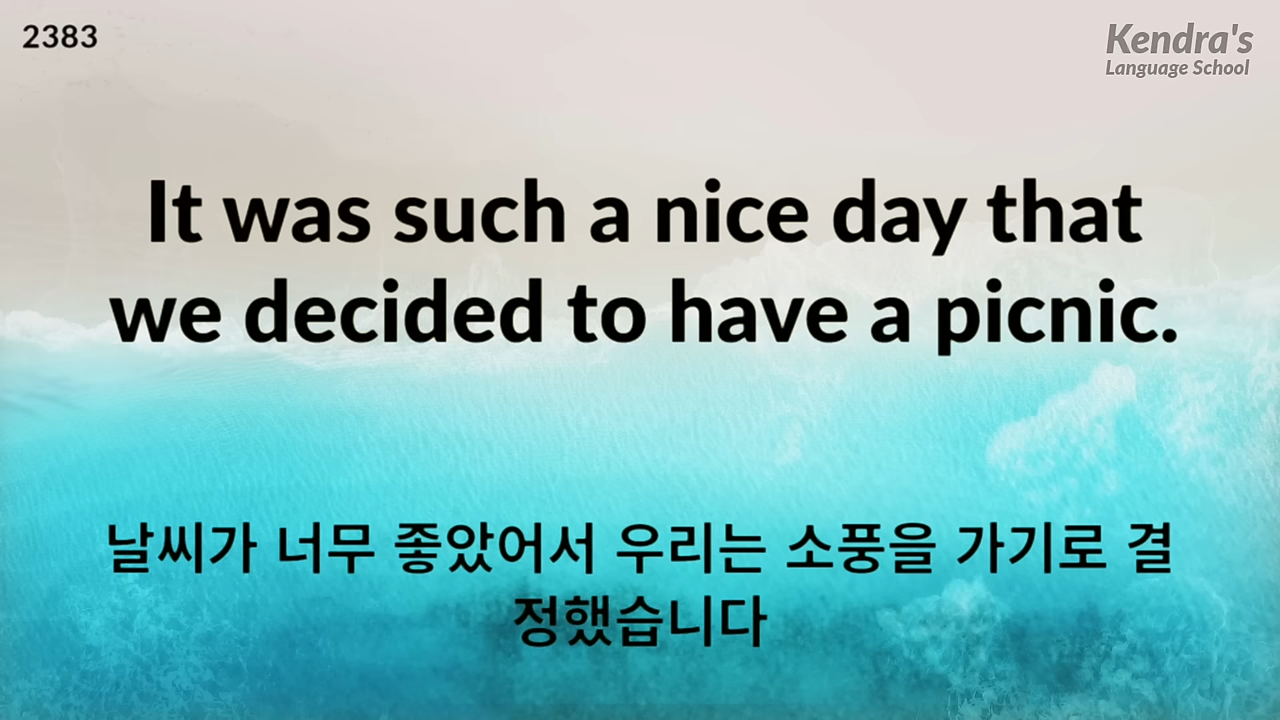 2383
Kendra's
Language School
It was such a nice day that
we decided to have a picnic.
날씨가 너무 좋았어서 우리는 소풍을 가기로 결
정했습니다